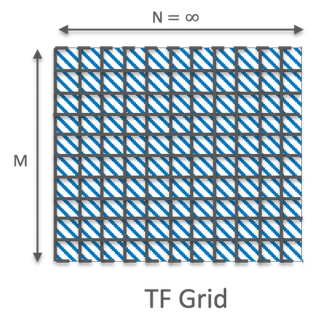 N = ∞
M
TF Grid